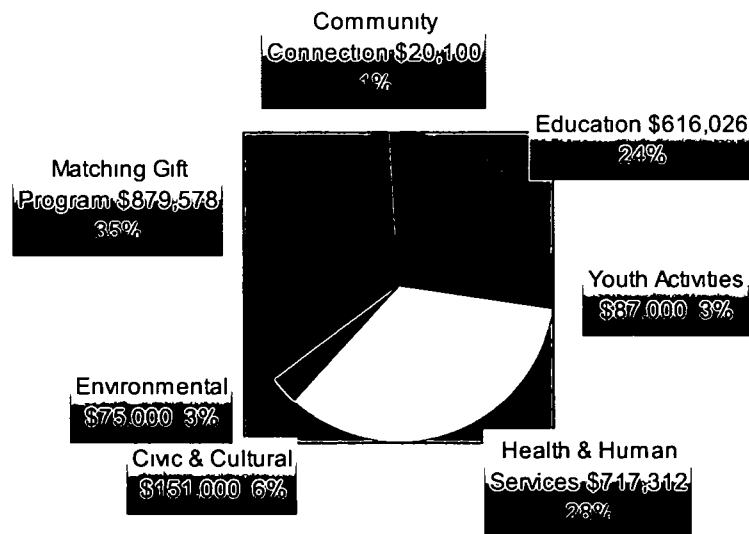 Community
Connection $20,100
1%
Education $616,026
24%
Matching Gift
Program $879,578
35%
Youth Activities
$87,000 3%
Environmental
$75,000 3%
Civic & Cultural
$151,000 6%
Health & Human
Services $717,312
28%